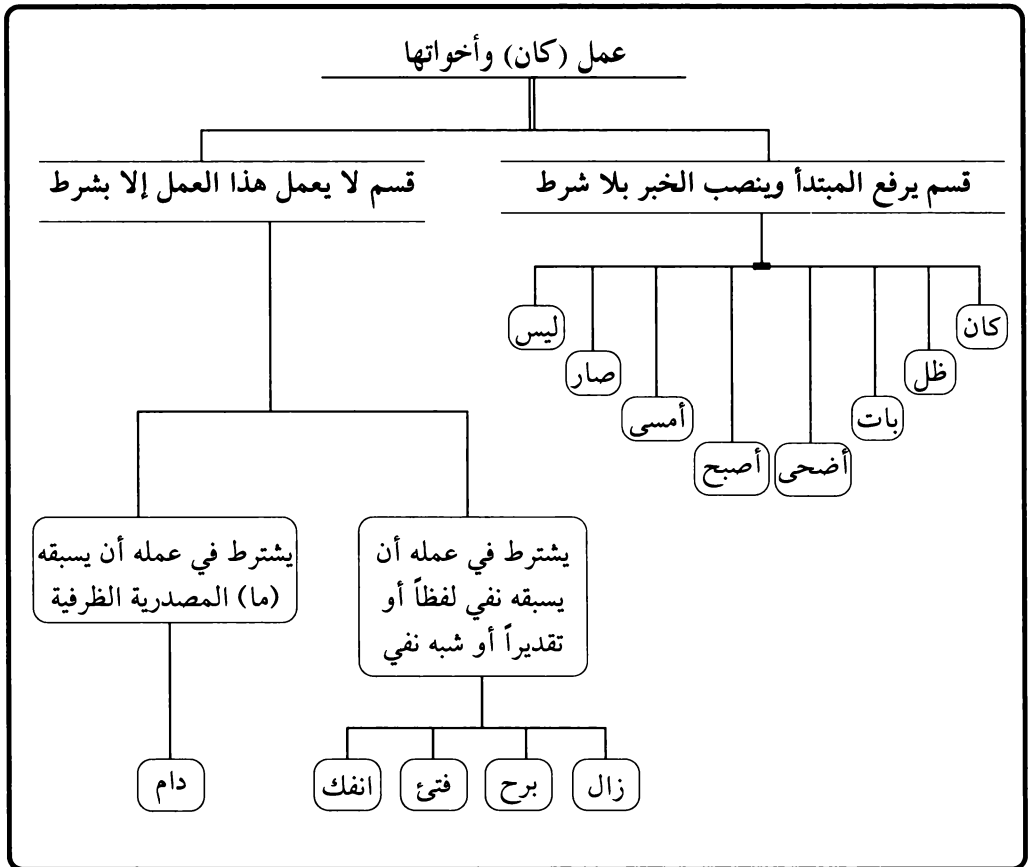 عمل (كان) وأخواتها
قسم يرفع المبتدأ وينصب الخبر بلا شرط
قسم لا يعمل هذا العمل إلا بشرط
كان
ظل
بات
أضحى
أصبح
أمسى
صار
ليس
يشترط في عمله أن
يسبقه نفي لفظاً أو
تقديراً أو شبه نفي
يشترط في عمله أن يسبقه
(ما) المصدرية الظرفية
زال
برح
فتئ
انفك
دام